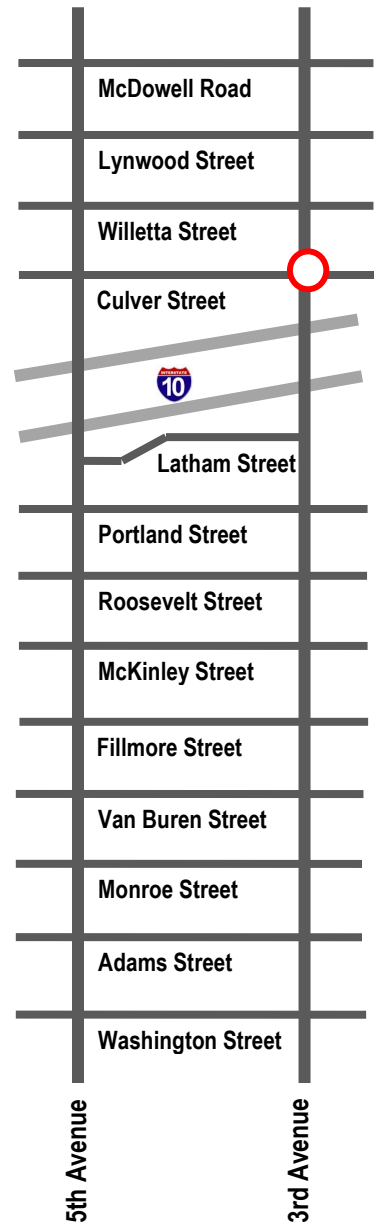 McDowell Road
Lynwood Street
Willetta Street
Culver Street
INTERSTATE
10
Latham Street
Portland Street
Roosevelt Street
McKinley Street
Fillmore Street
Van Buren Street
Monroe Street
Adams Street
Washington Street
5th Avenue
3rd Avenue